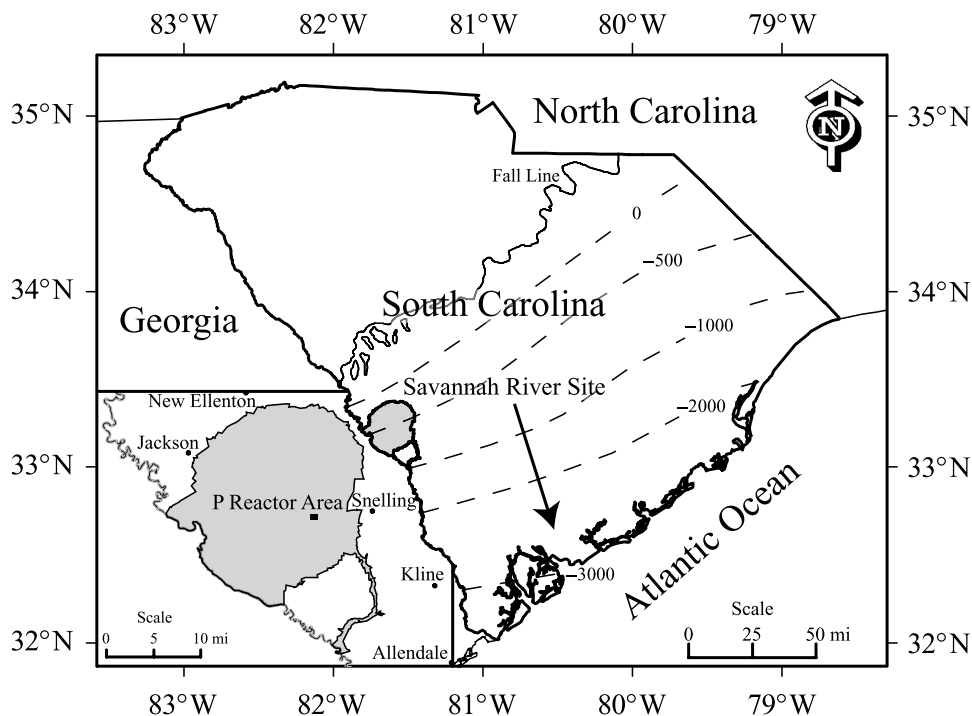 83°W 82°W 81°W 80°W 79°W
35°N
North Carolina
N
35°N
Fall Line
0
−500
34°N
34°N
South Carolina
Georgia
−1000
Savannah River Site
New Ellenton
−2000
Jackson
33°N
33°N
P Reactor Area
Snelling
Atlantic Ocean
Kline
−3000
Scale
0 5 10 mi
Scale
0 25 50 mi
32°N
32°N
Allendale
83°W 82°W 81°W 80°W 79°W